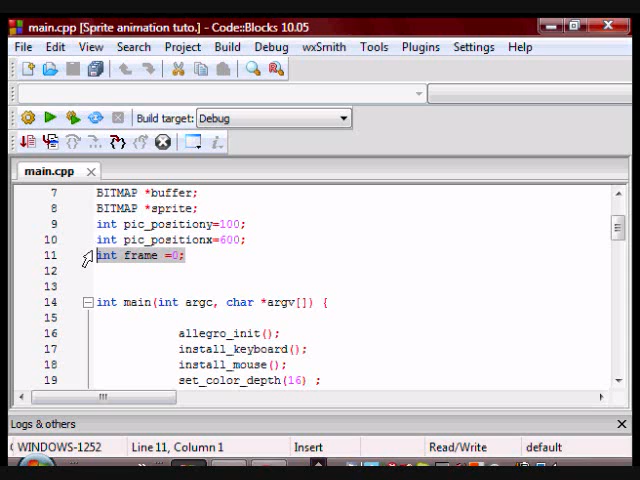 main.cpp [Sprite animation tuto.] - Code::Blocks 10.05
File Edit View Search Project Build Debug wxSmith Tools Plugins Settings Help
Build target: Debug
main.cpp
7 BITMAP *buffer;
8 BITMAP *sprite;
9 int pic_positiony=100;
10 int pic_positionx=600;
11 int frame =0;
12
13
14 int main(int argc, char *argv[]) {
15
16 allegro_init();
17 install_keyboard();
18 install_mouse();
19 set_color_depth(16) ;
Logs & others
WINDOWS-1252 Line 11, Column 1 Insert Read/Write default